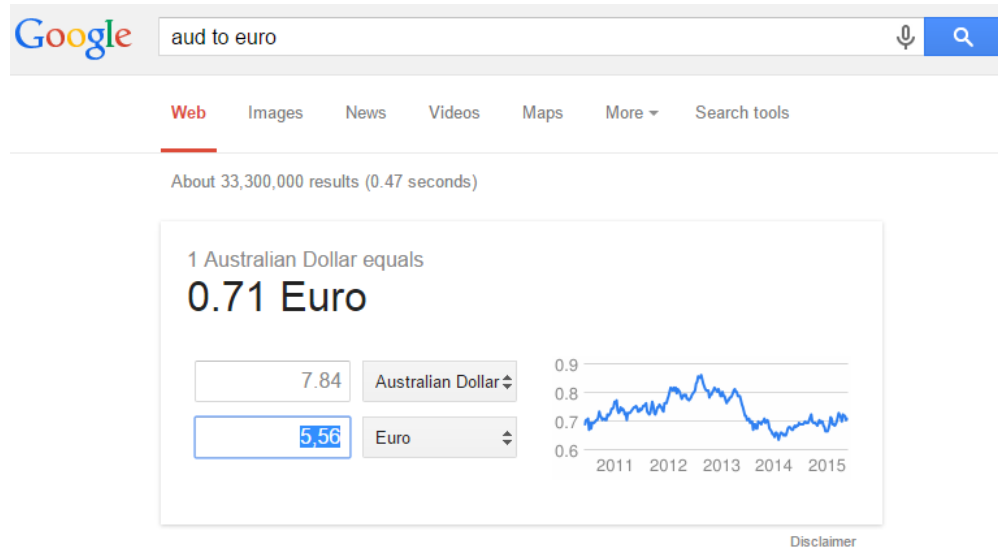 Google aud to euro
Web Images News Videos Maps More Search tools
About 33,300,000 results (0.47 seconds)
1 Australian Dollar equals
0.71 Euro
7.84 Australian Dollar
5,56 Euro
0.9
0.8
0.7
0.6
2011 2012 2013 2014 2015
Disclaimer